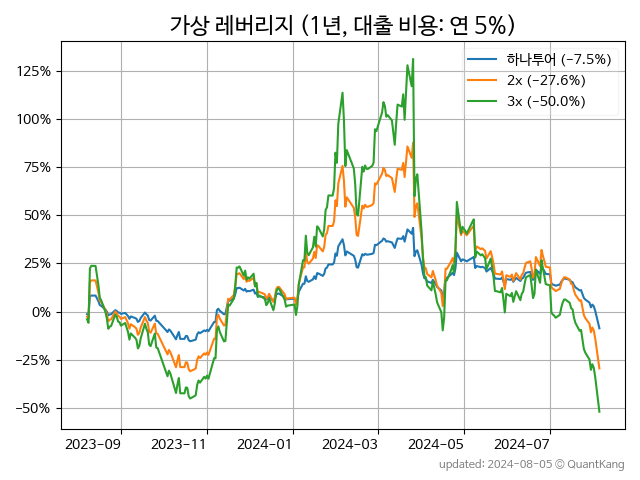 가상 레버리지 (1년, 대출 비용: 연 5%)
하나투어 (−7.5%)
2x (−27.6%)
3x (−50.0%)
125%
100%
75%
50%
25%
0%
−25%
−50%
2023-09
2023-11
2024-01
2024-03
2024-05
2024-07
updated: 2024-08-05 © QuantKang